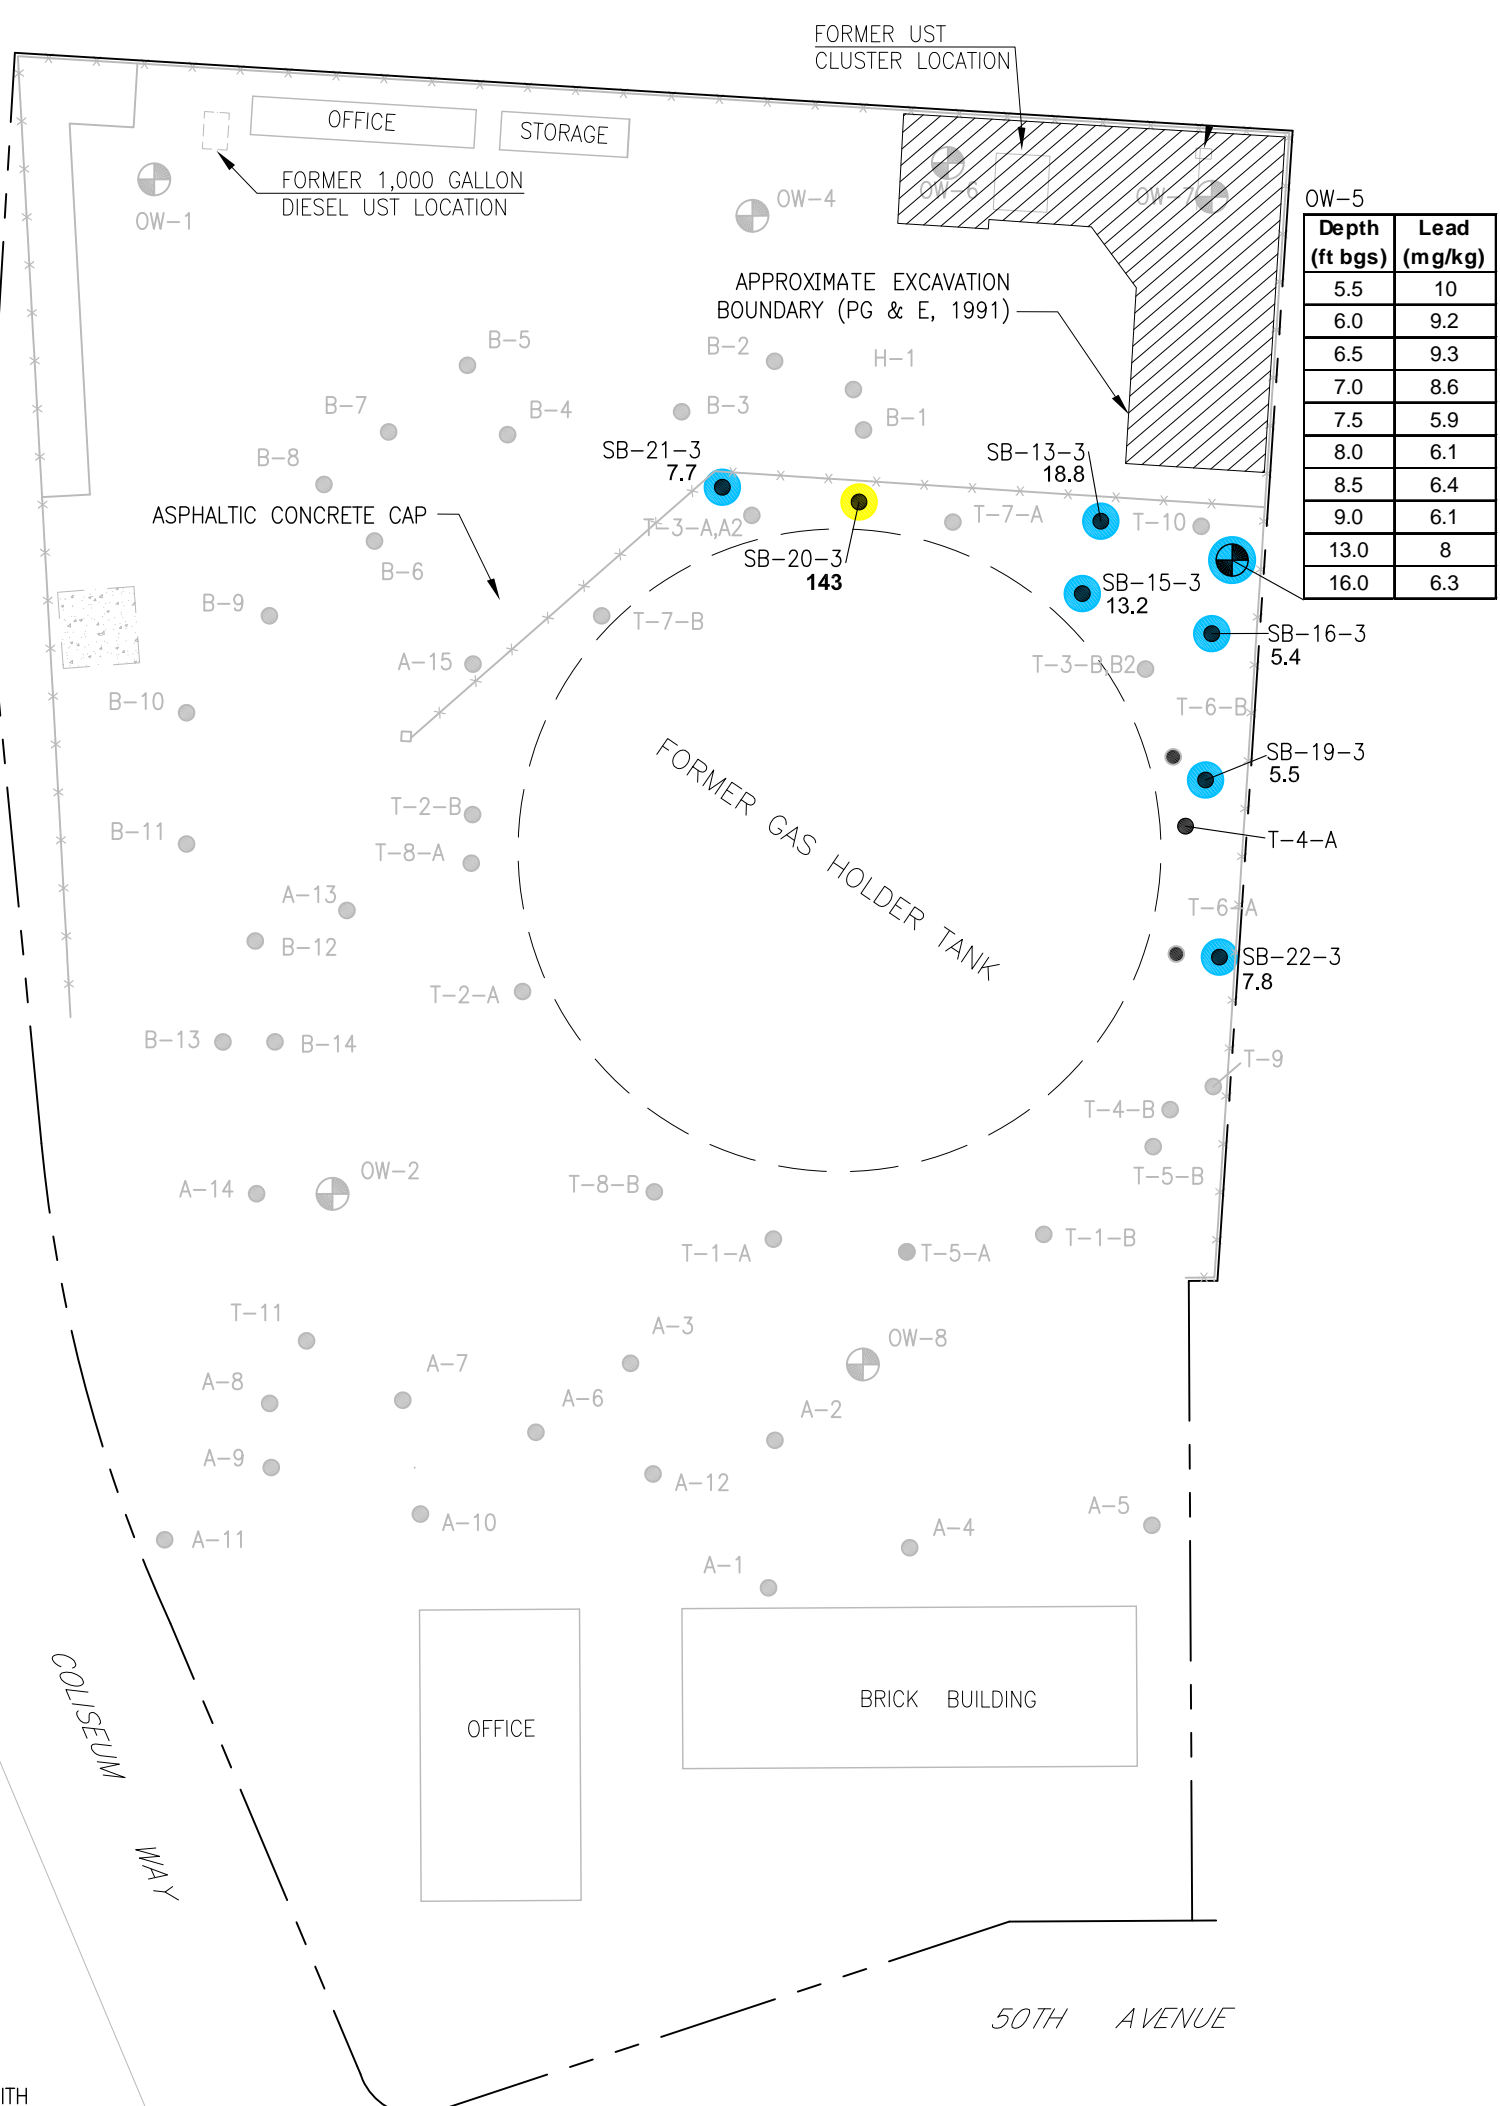 FORMER UST
CLUSTER LOCATION
OFFICE
STORAGE
FORMER 1,000 GALLON
DIESEL UST LOCATION
OW-1
OW-4
OW-6
OW-7
OW-5
Depth (ft bgs) Lead (mg/kg)
5.5 10
6.0 9.2
6.5 9.3
7.0 8.6
7.5 5.9
8.0 6.1
8.5 6.4
9.0 6.1
13.0 8
16.0 6.3
APPROXIMATE EXCAVATION
BOUNDARY (PG & E, 1991)
B-5
B-2
H-1
B-7
B-4
B-3
B-1
B-8
SB-21-3
7.7
SB-13-3
18.8
ASPHALTIC CONCRETE CAP
T-3-A,A2
T-7-A
T-10
B-6
SB-20-3
143
SB-15-3
13.2
B-9
T-7-B
SB-16-3
5.4
A-15
T-3-B,B2
B-10
T-6-B
SB-19-3
5.5
FORMER GAS HOLDER TANK
T-2-B
B-11
T-8-A
T-4-A
A-13
T-6-A
B-12
SB-22-3
7.8
T-2-A
B-13
B-14
T-9
T-4-B
T-5-B
A-14
OW-2
T-8-B
T-1-A
T-5-A
T-1-B
T-11
A-3
OW-8
A-8
A-7
A-6
A-2
A-9
A-12
A-10
A-5
A-11
A-4
A-1
OFFICE
BRICK BUILDING
COLISEUM WAY
50TH AVENUE
ITH